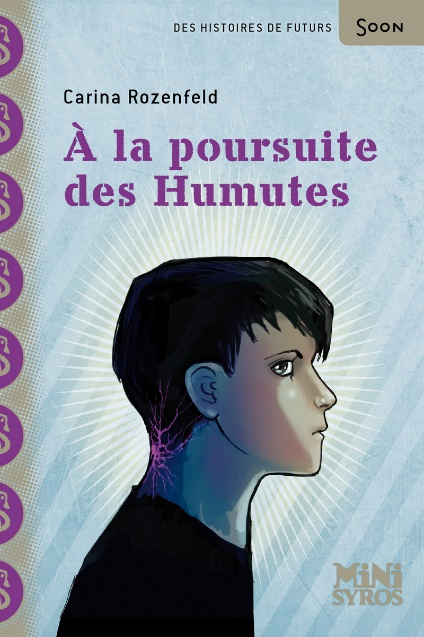 DES HISTOIRES DE FUTURS SOON
Carina Rozenfeld
À la poursuite
des Humutes
MiNi
SYROS